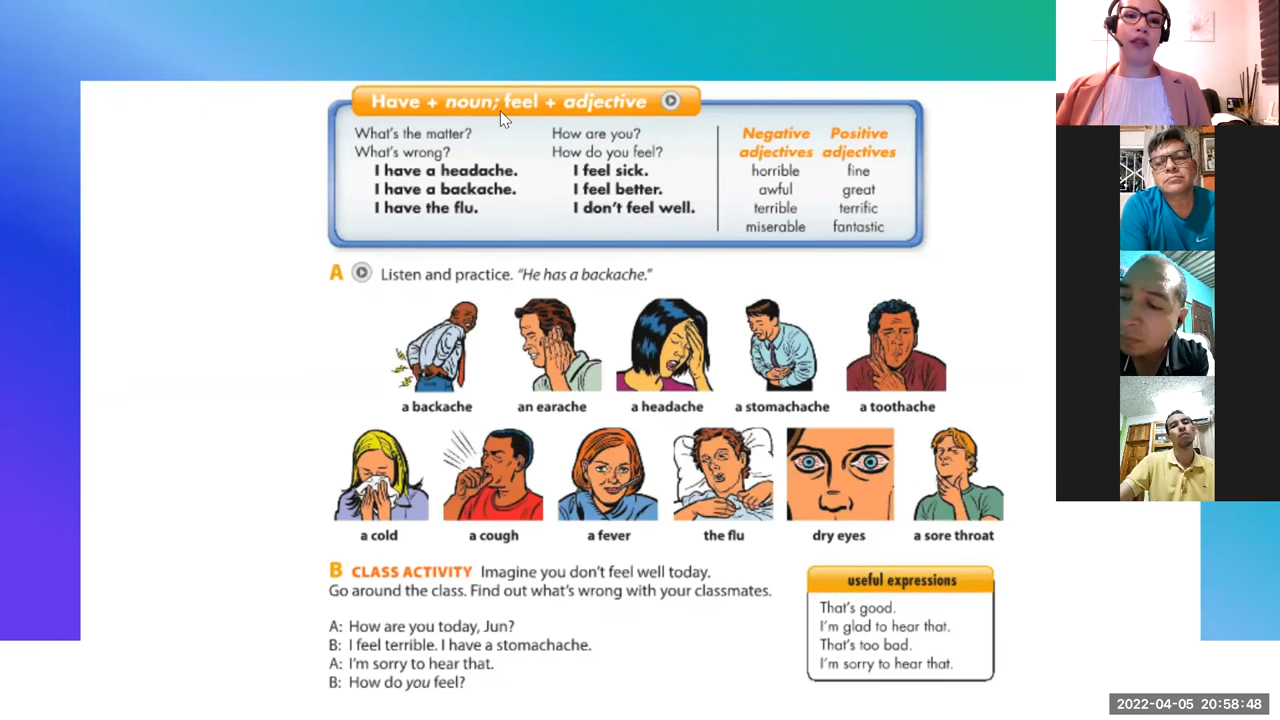 Have + noun; feel + adjective
What's the matter?
What's wrong?
I have a headache.
I have a backache.
I have the flu.
How are you?
How do you feel?
I feel sick.
I feel better.
I don't feel well.
Negative adjectives
horrible
awful
terrible
miserable
Positive adjectives
fine
great
terrific
fantastic
A Listen and practice. "He has a backache."
a backache
an earache
a headache
a stomachache
a toothache
a cold
a cough
a fever
the flu
dry eyes
a sore throat
B CLASS ACTIVITY Imagine you don't feel well today.
Go around the class. Find out what's wrong with your classmates.
A: How are you today, Jun?
B: I feel terrible. I have a stomachache.
A: I'm sorry to hear that.
B: How do you feel?
useful expressions
That's good.
I'm glad to hear that.
That's too bad.
I'm sorry to hear that.
2022-04-05 20:58:48